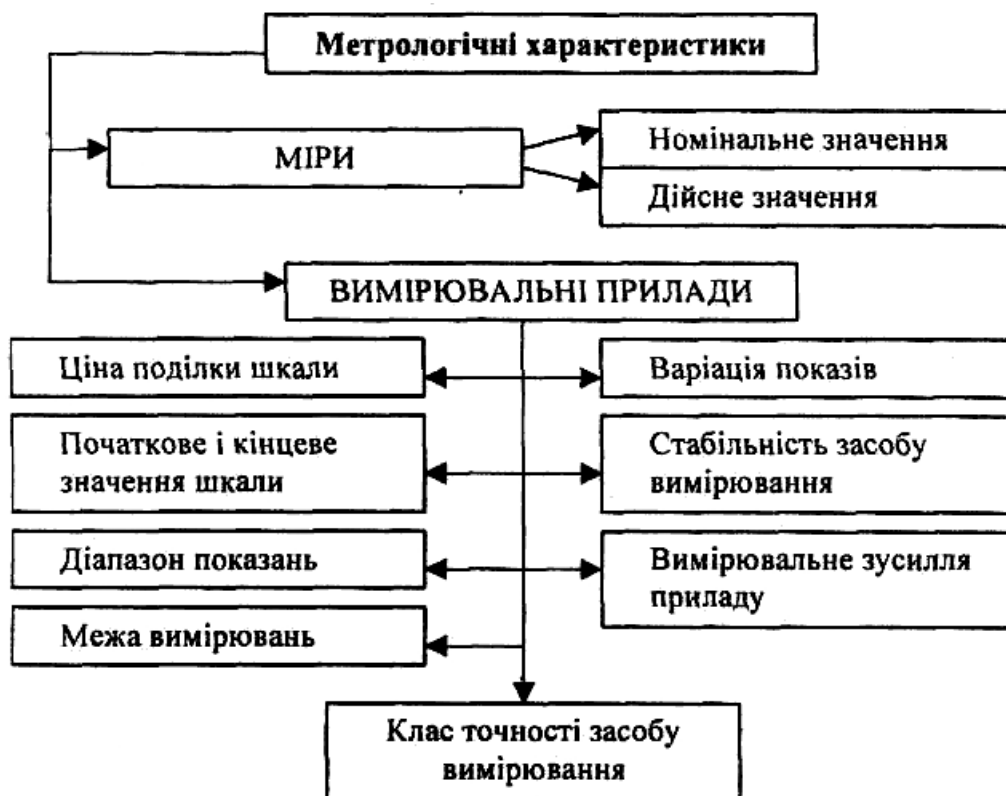 Метрологічні характеристики
МІРИ
Номінальне значення
Дійсне значення
ВИМІРЮВАЛЬНІ ПРИЛАДИ
Ціна поділки шкали
Варіація показів
Початкове і кінцеве
значення шкали
Стабільність засобу
вимірювання
Діапазон показань
Вимірювальне зусилля
приладу
Межа вимірювань
Клас точності засобу
вимірювання